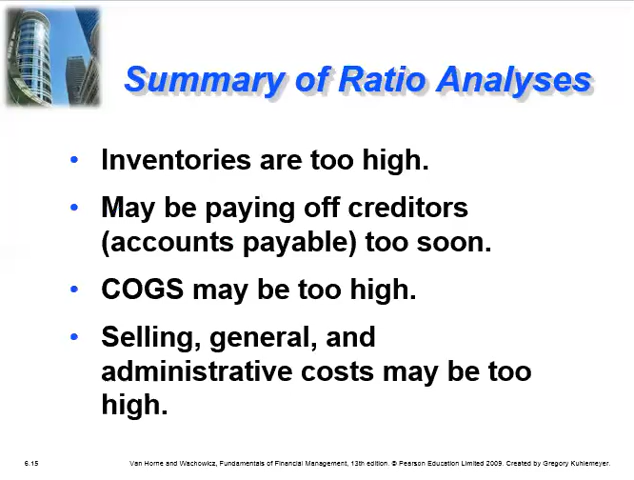 Summary of Ratio Analyses
• Inventories are too high.
• May be paying off creditors
(accounts payable) too soon.
• COGS may be too high.
• Selling, general, and
administrative costs may be too
high.
6.15 Van Horne and Wachowicz, Fundamentals of Financial Management, 13th edition. © Pearson Education Limited 2009. Created by Gregory Kuhlemeyer.